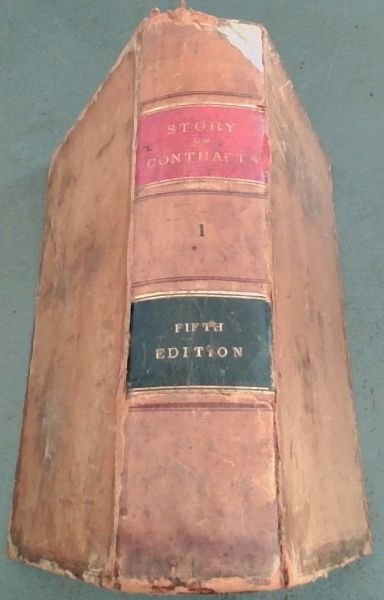 STORY
ON
CONTRACTS
1
FIFTH
EDITION